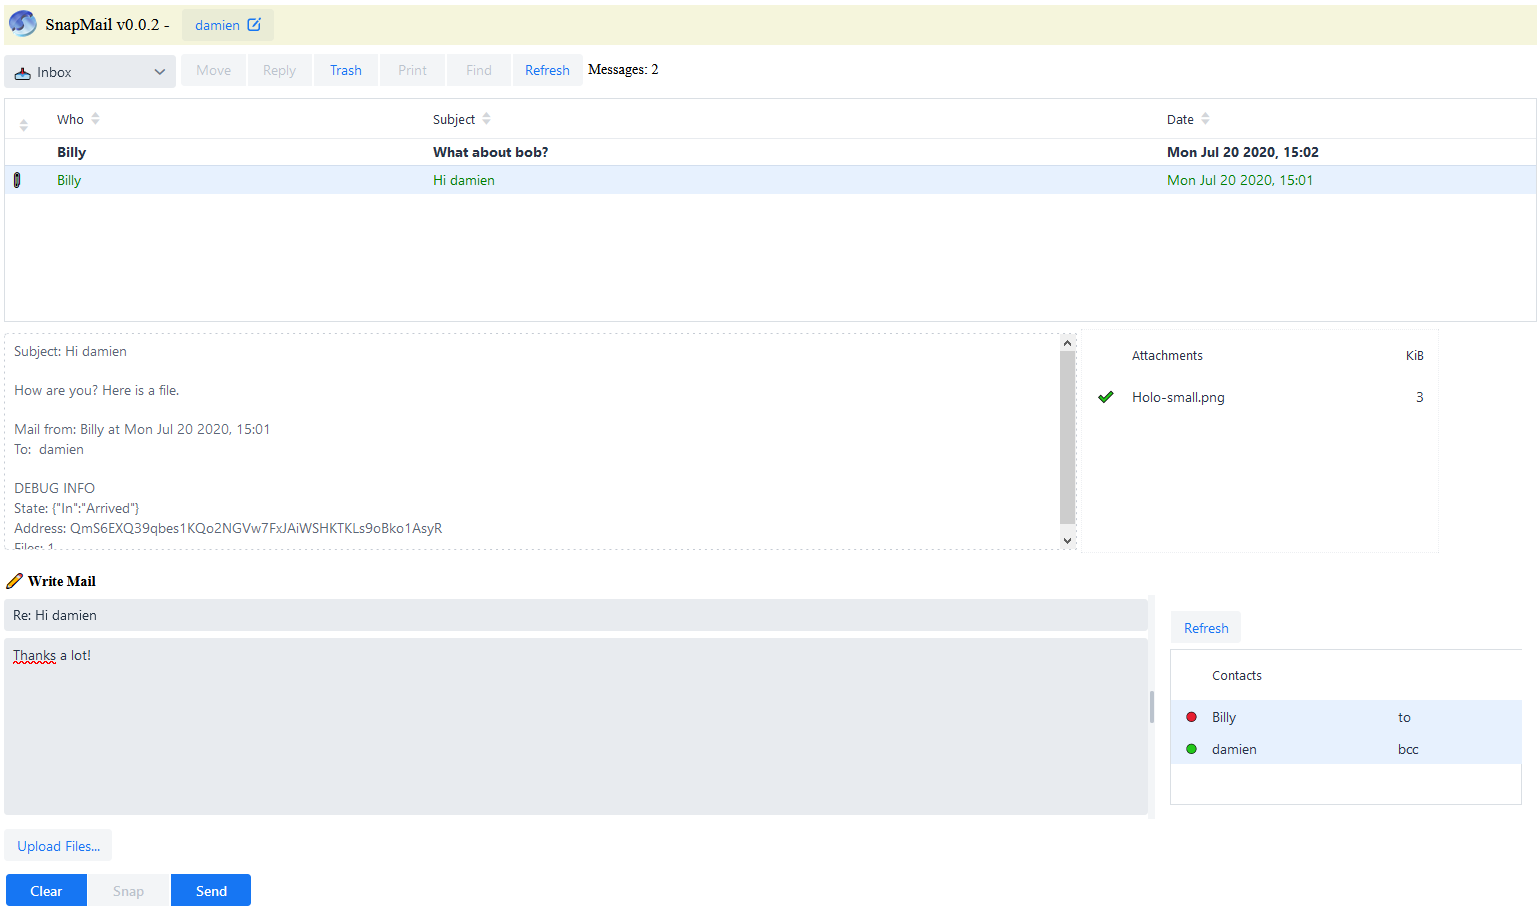 SnapMail v0.0.2 - damien
Inbox Move Reply Trash Print Find Refresh Messages: 2
Who Subject Date
Billy What about bob? Mon Jul 20 2020, 15:02
Billy Hi damien Mon Jul 20 2020, 15:01
Subject: Hi damien
How are you? Here is a file.
Mail from: Billy at Mon Jul 20 2020, 15:01
To: damien
DEBUG INFO
State: {"In":"Arrived"}
Address: QmS6EXQ39qbes1KQo2NGVw7FxJAiWSHKTKLs9oBko1AsyR
Files: 1
Attachments KiB
Holo-small.png 3
Write Mail
Re: Hi damien
Thanks a lot!
Refresh
Contacts
Billy to
damien bcc
Upload Files...
Clear Snap Send